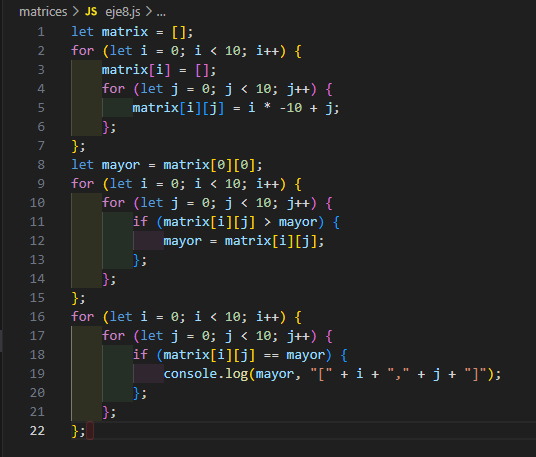 matrices > JS eje8.js > ...
1 let matrix = [];
2 for (let i = 0; i < 10; i++) {
3     matrix[i] = [];
4     for (let j = 0; j < 10; j++) {
5         matrix[i][j] = i * -10 + j;
6     };
7 };
8 let mayor = matrix[0][0];
9 for (let i = 0; i < 10; i++) {
10     for (let j = 0; j < 10; j++) {
11         if (matrix[i][j] > mayor) {
12             mayor = matrix[i][j];
13         };
14     };
15 };
16 for (let i = 0; i < 10; i++) {
17     for (let j = 0; j < 10; j++) {
18         if (matrix[i][j] == mayor) {
19             console.log(mayor, "[" + i + "," + j + "]");
20         };
21     };
22 };